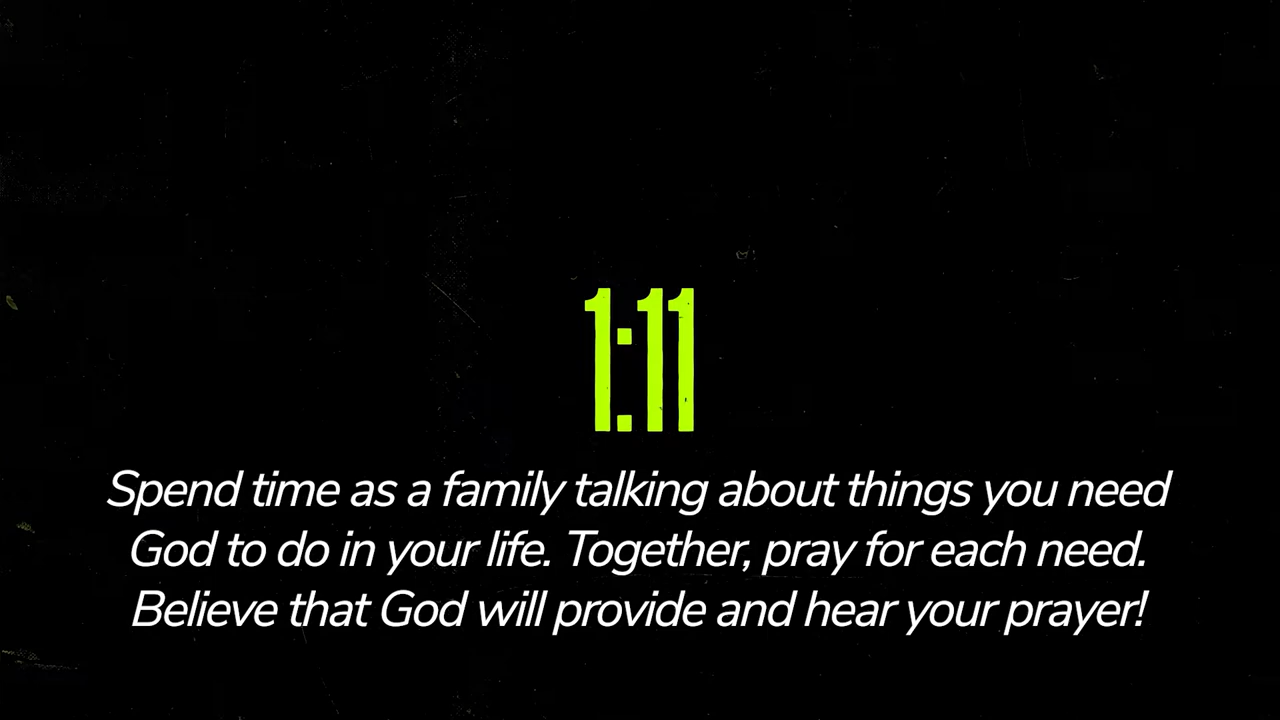 1:11
Spend time as a family talking about things you need
God to do in your life. Together, pray for each need.
Believe that God will provide and hear your prayer!